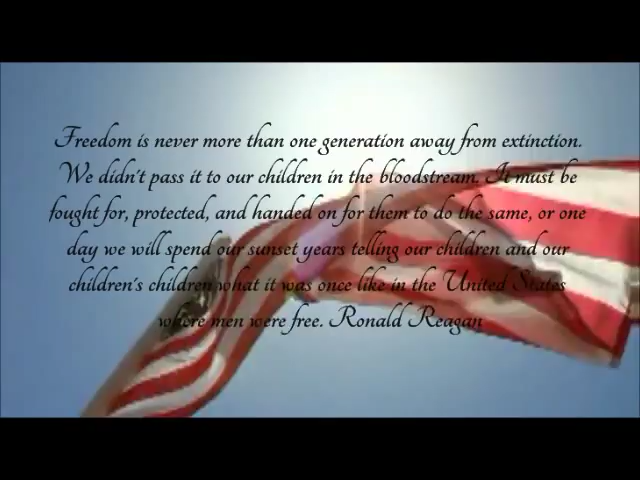 Freedom is never more than one generation away from extinction.
We didn't pass it to our children in the bloodstream. It must be
fought for, protected, and handed on for them to do the same, or one
day we will spend our sunset years telling our children and our
children's children what it was once like in the United States
where men were free. Ronald Reagan